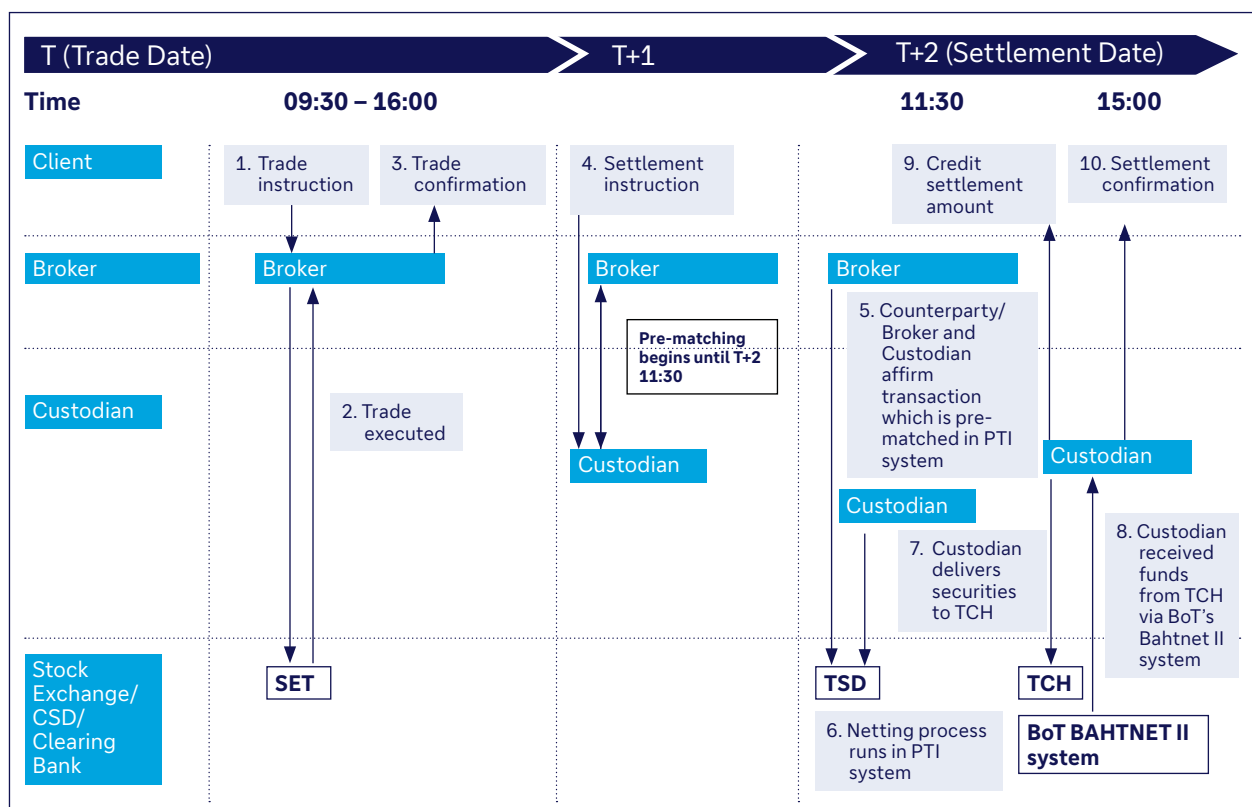 T (Trade Date)
T+1
T+2 (Settlement Date)
Time
09:30 – 16:00
11:30
15:00
Client
1. Trade
instruction
3. Trade
confirmation
4. Settlement
instruction
9. Credit
settlement
amount
10. Settlement
confirmation
Broker
Broker
Broker
Broker
Pre-matching
begins until T+2
11:30
5. Counterparty/
Broker and
Custodian
affirm
transaction
which is pre-
matched in PTI
system
Custodian
2. Trade
executed
Custodian
Custodian
Custodian
7. Custodian
delivers
securities
to TCH
8. Custodian
received
funds
from TCH
via BoT's
Bahtnet II
system
Stock
Exchange/
CSD/
Clearing
Bank
SET
TSD
TCH
6. Netting process
runs in PTI
system
BoT BAHTNET II
system